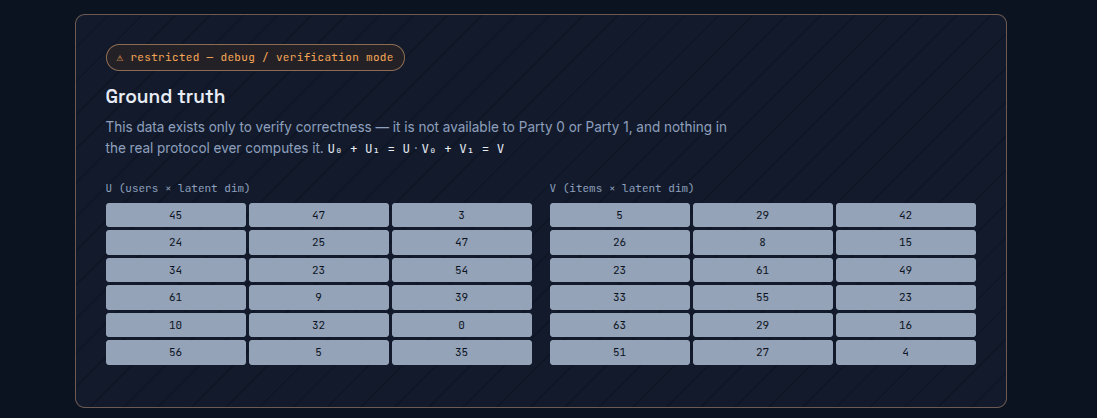 ⚠ restricted — debug / verification mode
Ground truth
This data exists only to verify correctness — it is not available to Party 0 or Party 1, and nothing in
the real protocol ever computes it. U₀ + U₁ = U · V₀ + V₁ = V
U (users × latent dim)
45 47 3
24 25 47
34 23 54
61 9 39
10 32 0
56 5 35
V (items × latent dim)
5 29 42
26 8 15
23 61 49
33 55 23
63 29 16
51 27 4